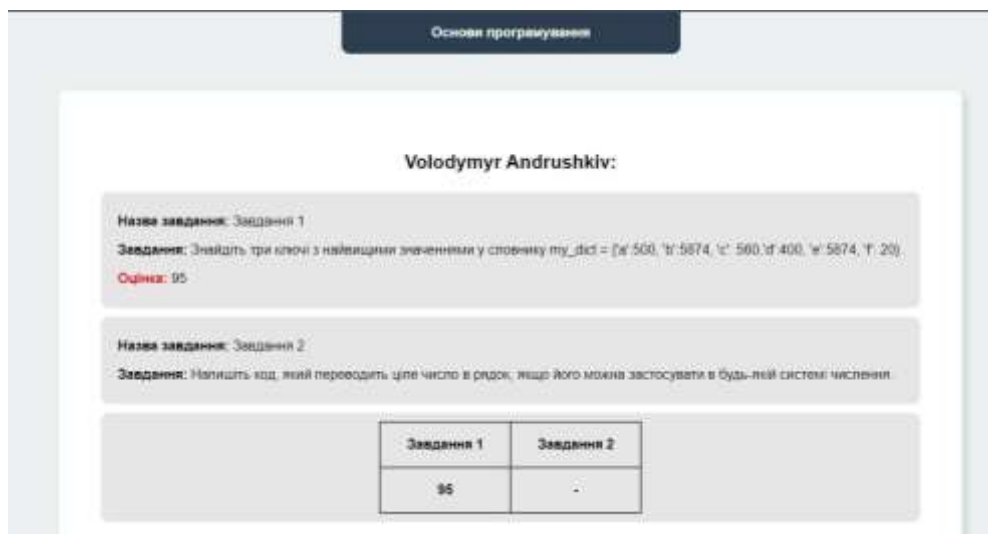 Основи програмування
Volodymyr Andrushkiv:
Назва завдання: Завдання 1
Завдання: Знайдіть три ключі з найвищими значеннями у словнику my_dict = {'a':500, 'b':5874, 'c': 560,'d':400, 'e':5874, 'f': 20}.
Оцінка: 95
Назва завдання: Завдання 2
Завдання: Напишіть код, який переводить ціле число в рядок, якщо його можна застосувати в будь-якій системі числення.
Завдання 1 Завдання 2
95 -